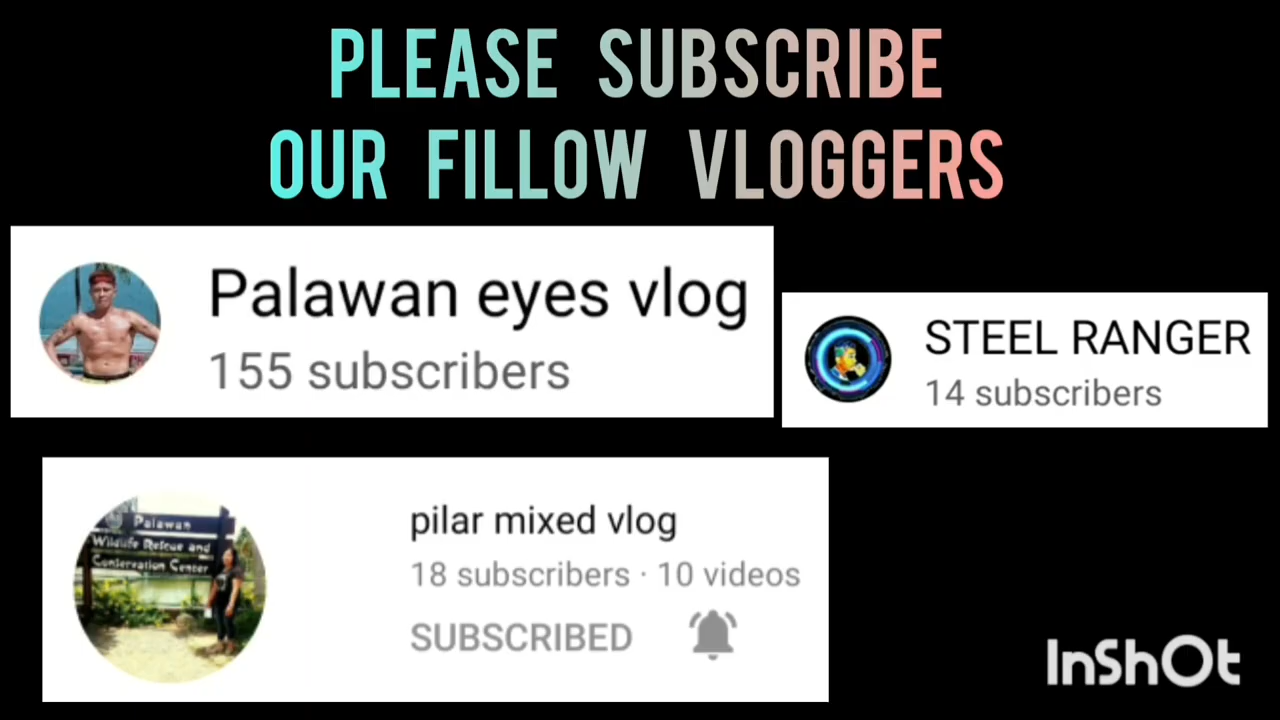 PLEASE SUBSCRIBE
OUR FILLOW VLOGGERS
Palawan eyes vlog
155 subscribers
STEEL RANGER
14 subscribers
Palawan
Wildlife Rescue and
Conservation Center
pilar mixed vlog
18 subscribers · 10 videos
SUBSCRIBED
InShOt